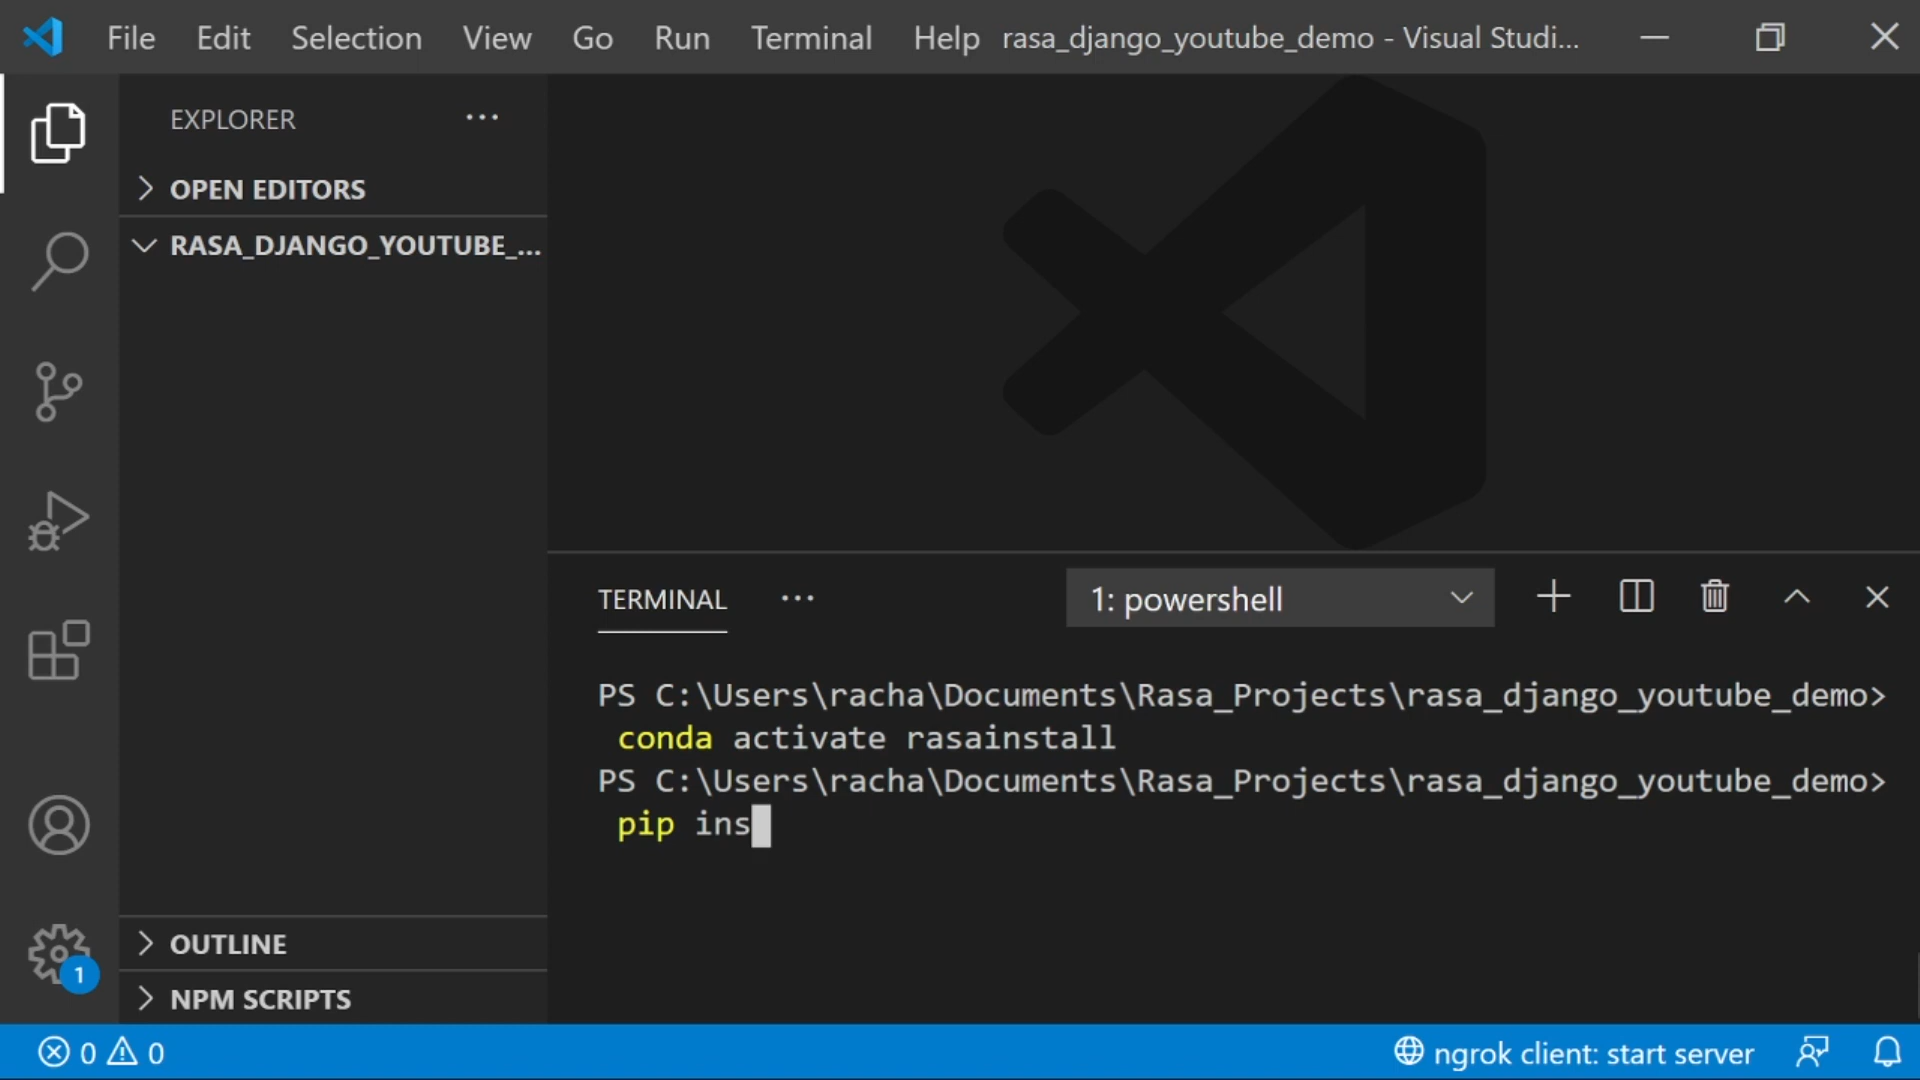 File Edit Selection View Go Run Terminal Help rasa_django_youtube_demo - Visual Studi...
EXPLORER ...
OPEN EDITORS
RASA_DJANGO_YOUTUBE_...
TERMINAL ...
1: powershell
PS C:\Users\racha\Documents\Rasa_Projects\rasa_django_youtube_demo>
conda activate rasainstall
PS C:\Users\racha\Documents\Rasa_Projects\rasa_django_youtube_demo>
pip ins
OUTLINE
1
NPM SCRIPTS
0 0
ngrok client: start server